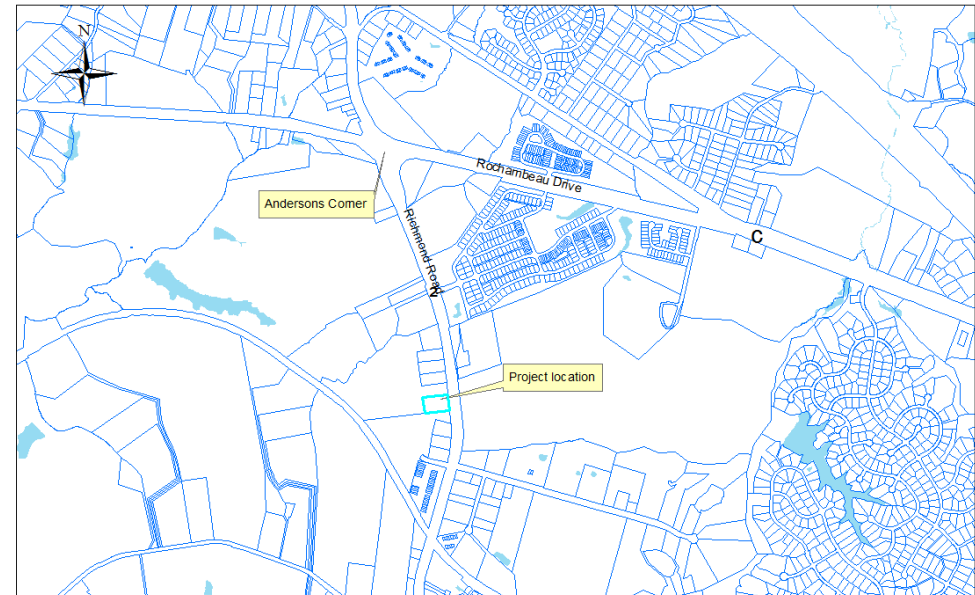 N
Rochambeau Drive
Andersons Corner
Richmond Road
N
C
Project location